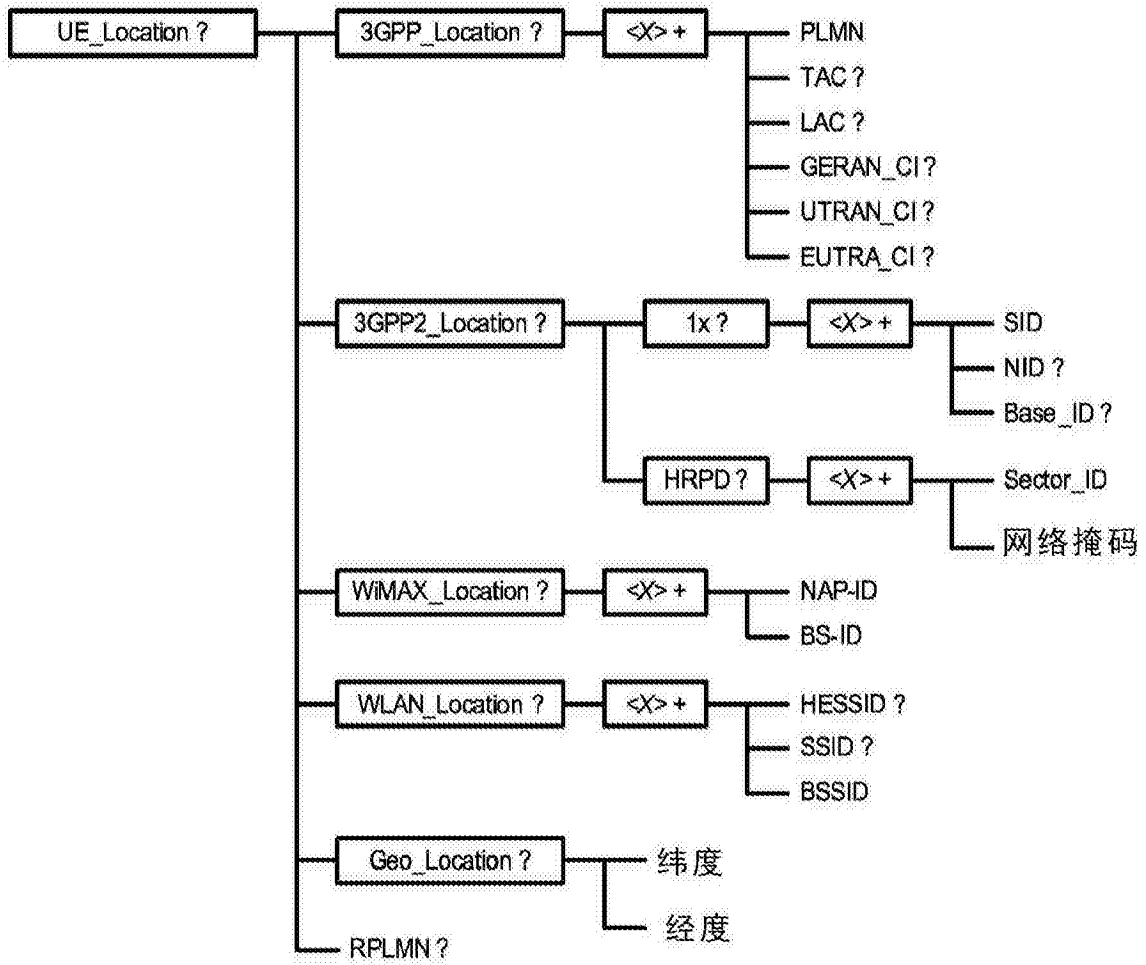 UE_Location ?
3GPP_Location ?
<X> +
PLMN
TAC ?
LAC ?
GERAN_CI ?
UTRAN_CI ?
EUTRA_CI ?
3GPP2_Location ?
1x ?
<X> +
SID
NID ?
Base_ID ?
HRPD ?
<X> +
Sector_ID
网络掩码
WiMAX_Location ?
<X> +
NAP-ID
BS-ID
WLAN_Location ?
<X> +
HESSID ?
SSID ?
BSSID
Geo_Location ?
纬度
经度
RPLMN ?